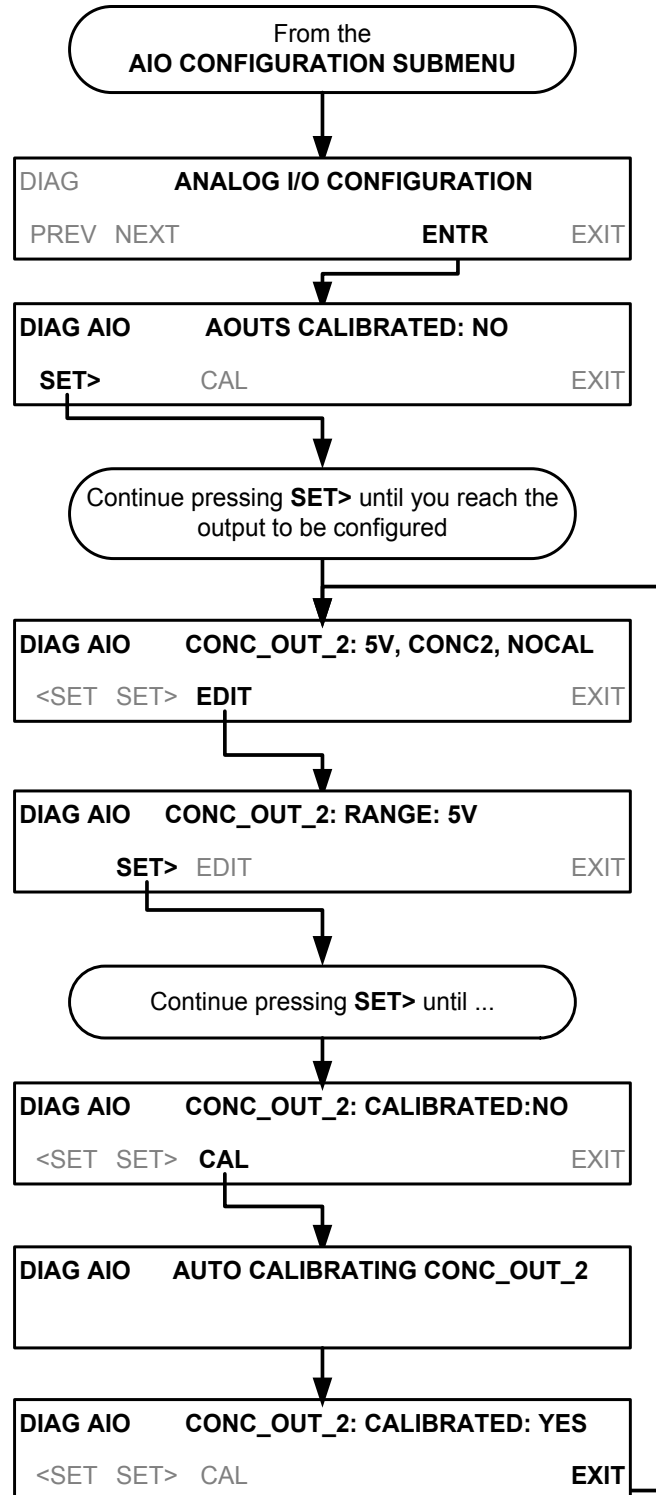 From the
AIO CONFIGURATION SUBMENU
DIAG ANALOG I/O CONFIGURATION
PREV NEXT ENTR EXIT
DIAG AIO AOUTS CALIBRATED: NO
SET> CAL EXIT
Continue pressing SET> until you reach the
output to be configured
DIAG AIO CONC_OUT_2: 5V, CONC2, NOCAL
<SET SET> EDIT EXIT
DIAG AIO CONC_OUT_2: RANGE: 5V
SET> EDIT EXIT
Continue pressing SET> until ...
DIAG AIO CONC_OUT_2: CALIBRATED:NO
<SET SET> CAL EXIT
DIAG AIO AUTO CALIBRATING CONC_OUT_2
DIAG AIO CONC_OUT_2: CALIBRATED: YES
<SET SET> CAL EXIT